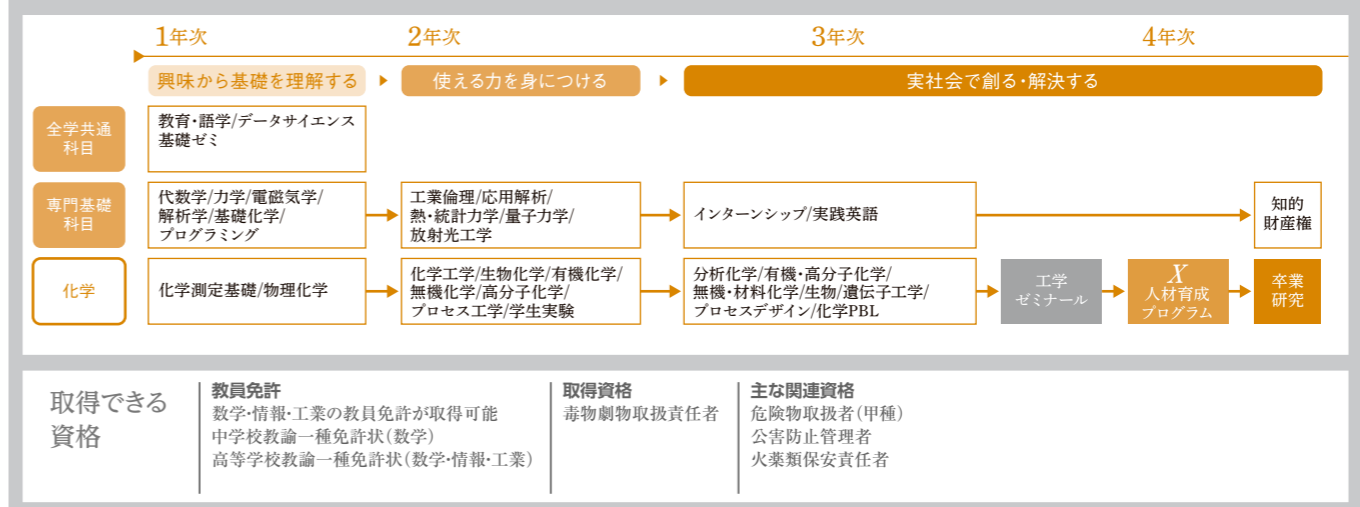 1年次
2年次
3年次
4年次
興味から基礎を理解する
使える力を身につける
実社会で創る・解決する
全学共通
科目
教育・語学/データサイエンス
基礎ゼミ
専門基礎
科目
代数学/力学/電磁気学/
解析学/基礎化学/
プログラミング
工業倫理/応用解析/
熱・統計力学/量子力学/
放射光工学
インターンシップ/実践英語
知的
財産権
化学
化学測定基礎/物理化学
化学工学/生物化学/有機化学/
無機化学/高分子化学/
プロセス工学/学生実験
分析化学/有機・高分子化学/
無機・材料化学/生物/遺伝子工学/
プロセスデザイン/化学PBL
工学
ゼミナール
X
人材育成
プログラム
卒業
研究
取得できる
資格
教員免許
数学・情報・工業の教員免許が取得可能
中学校教諭一種免許状(数学)
高等学校教諭一種免許状(数学・情報・工業)
取得資格
毒物劇物取扱責任者
主な関連資格
危険物取扱者(甲種)
公害防止管理者
火薬類保安責任者